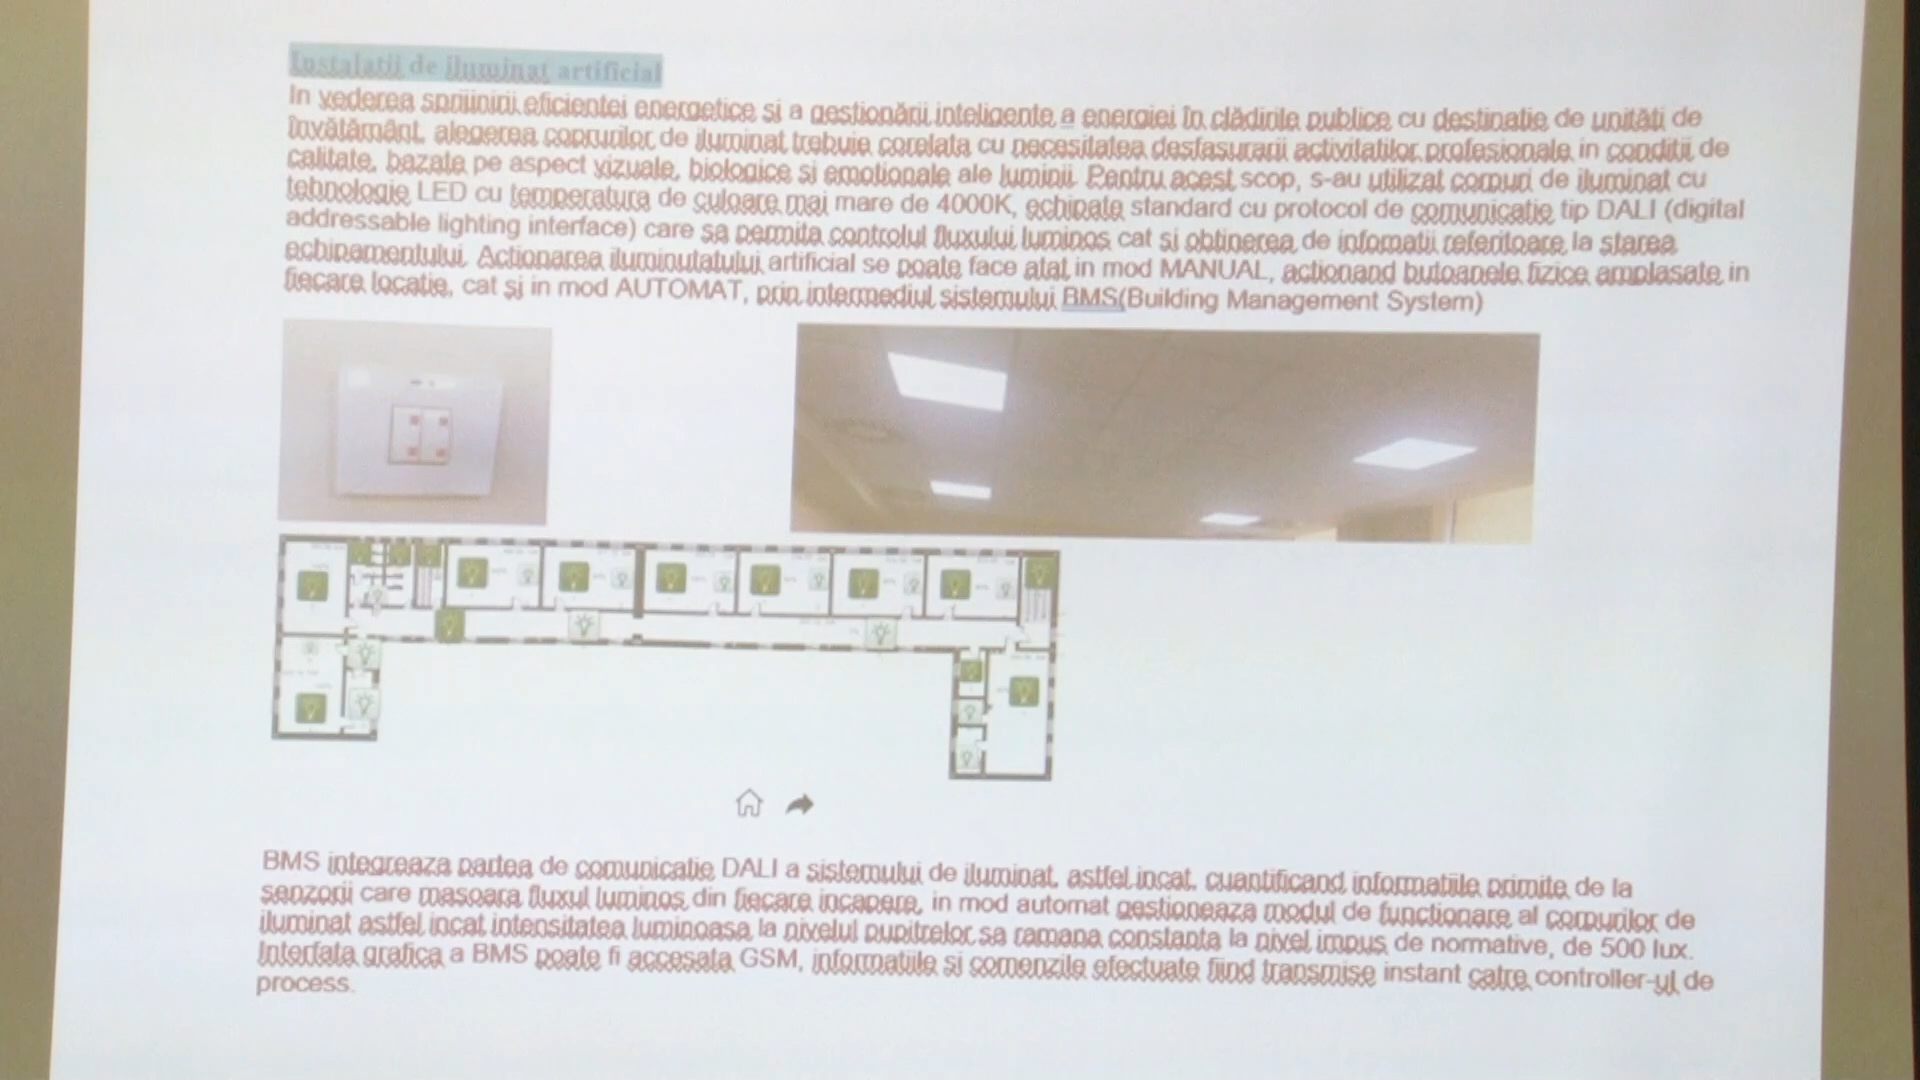 Instalatii de iluminat artificial
In vederea sprijinirii eficientei energetice si a gestionării inteligente a energiei în clădirile publice cu destinatie de unităti de
învătământ, alegerea coprurilor de iluminat trebuie corelata cu necesitatea desfasurarii activitatilor profesionale in conditii de
calitate, bazate pe aspect vizuale, biologice si emotionale ale luminii. Pentru acest scop, s-au utilizat corpuri de iluminat cu
tehnologie LED cu temperatura de culoare mai mare de 4000K, echipate standard cu protocol de comunicatie tip DALI (digital
addressable lighting interface) care sa permita controlul fluxului luminos cat si obtinerea de infomatii referitoare la starea
echipamentului. Actionarea iluminutatului artificial se poate face atat in mod MANUAL, actionand butoanele fizice amplasate in
fiecare locatie, cat si in mod AUTOMAT, prin intermediul sistemului BMS(Building Management System)
BMS integreaza partea de comunicatie DALI a sistemului de iluminat, astfel incat, cuantificand informatiile primite de la
senzorii care masoara fluxul luminos din fiecare incapere, in mod automat gestioneaza modul de functionare al corpurilor de
iluminat astfel incat intensitatea luminoasa la nivelul pupitrelor sa ramana constanta la nivel impus de normative, de 500 lux.
Interfata grafica a BMS poate fi accesata GSM, informatiile si comenzile efectuate fiind transmise instant catre controller-ul de
process.